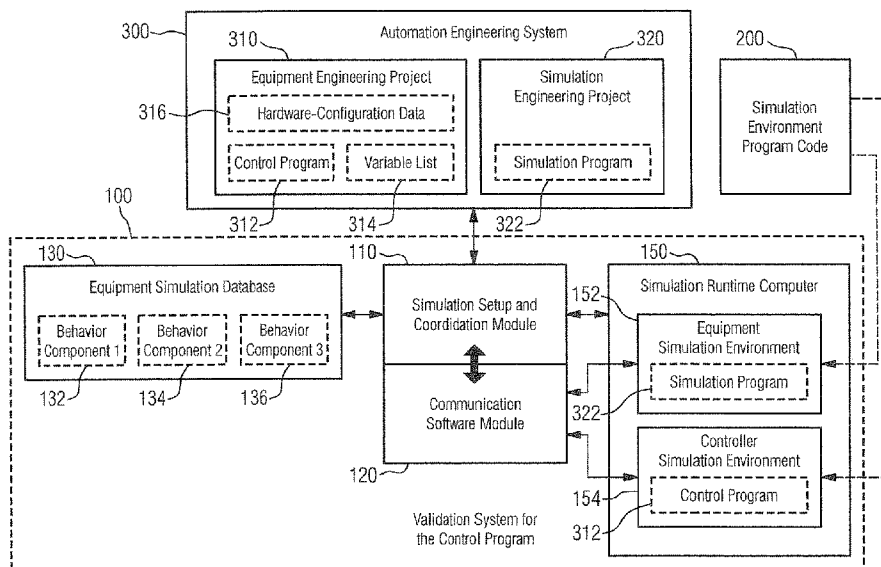 300
Automation Engineering System
310
Equipment Engineering Project
316
Hardware-Configuration Data
Control Program
Variable List
312
314
320
Simulation
Engineering Project
Simulation Program
322
200
Simulation
Environment
Program Code
100
130
Equipment Simulation Database
Behavior
Component 1
Behavior
Component 2
Behavior
Component 3
132
134
136
110
Simulation Setup and
Coordidation Module
Communication
Software Module
120
150
Simulation Runtime Computer
152
Equipment
Simulation Environment
Simulation Program
322
Controller
Simulation Environment
154
Control Program
312
Validation System for
the Control Program